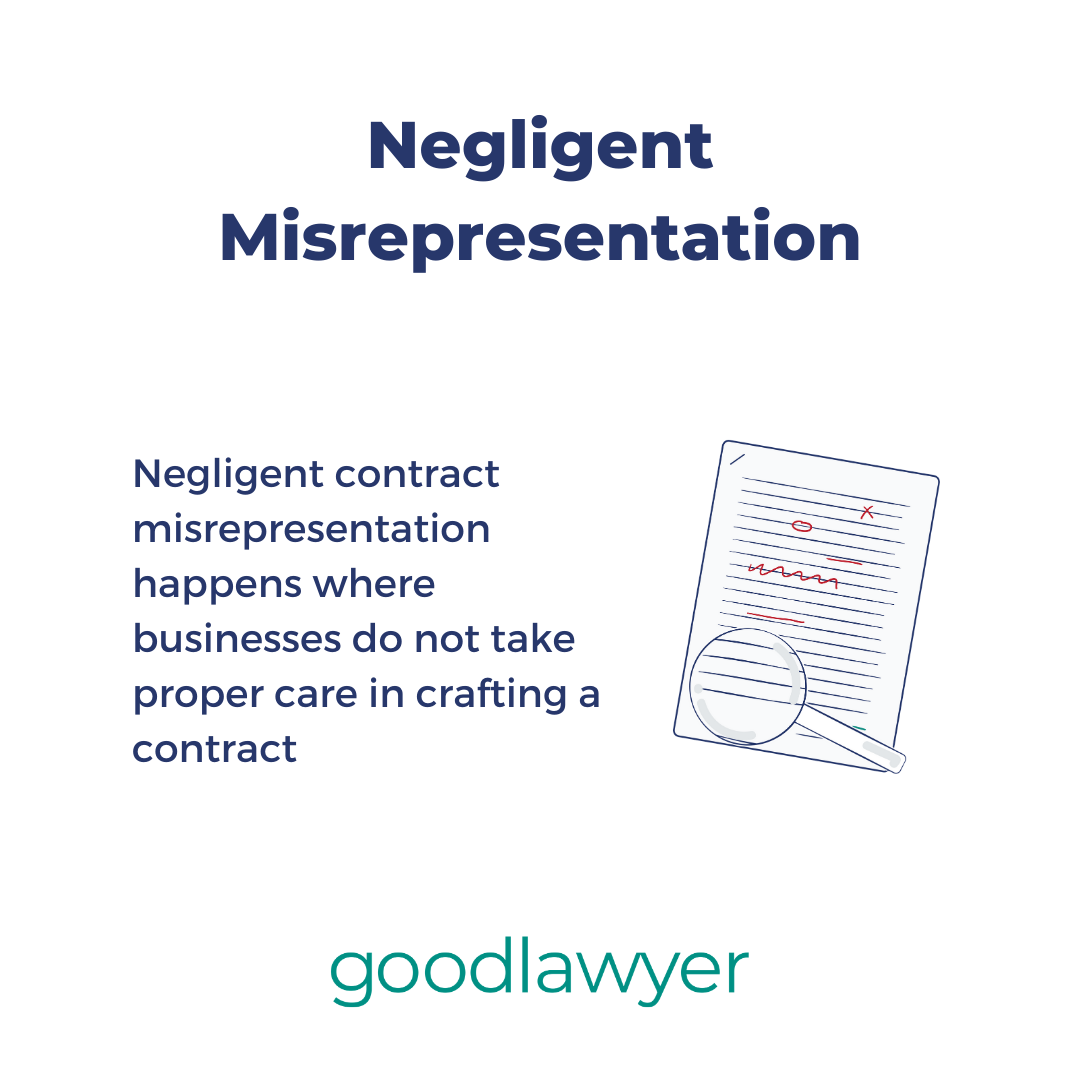 Negligent
Misrepresentation
Negligent contract
misrepresentation
happens where
businesses do not take
proper care in crafting a
contract
goodlawyer